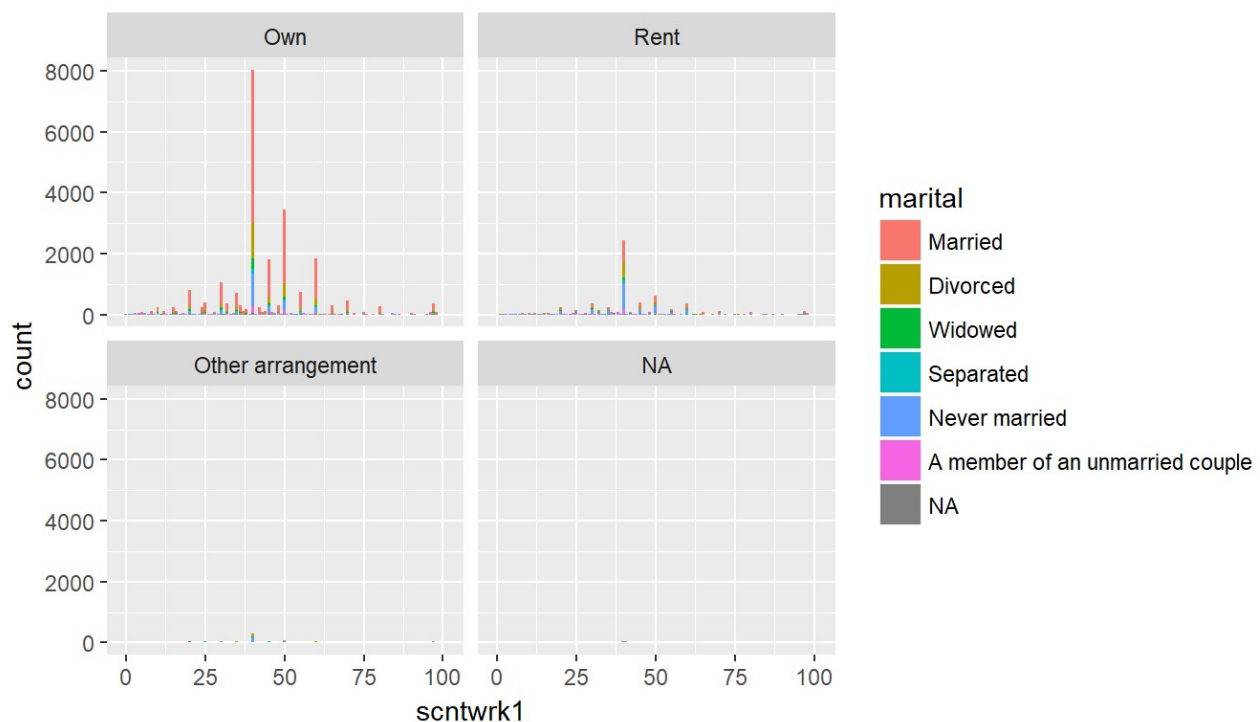 Own
Rent
8000
6000
4000
2000
0
count
Other arrangement
NA
8000
6000
4000
2000
0
0 25 50 75 100
0 25 50 75 100
scntwrk1
marital
Married
Divorced
Widowed
Separated
Never married
A member of an unmarried couple
NA